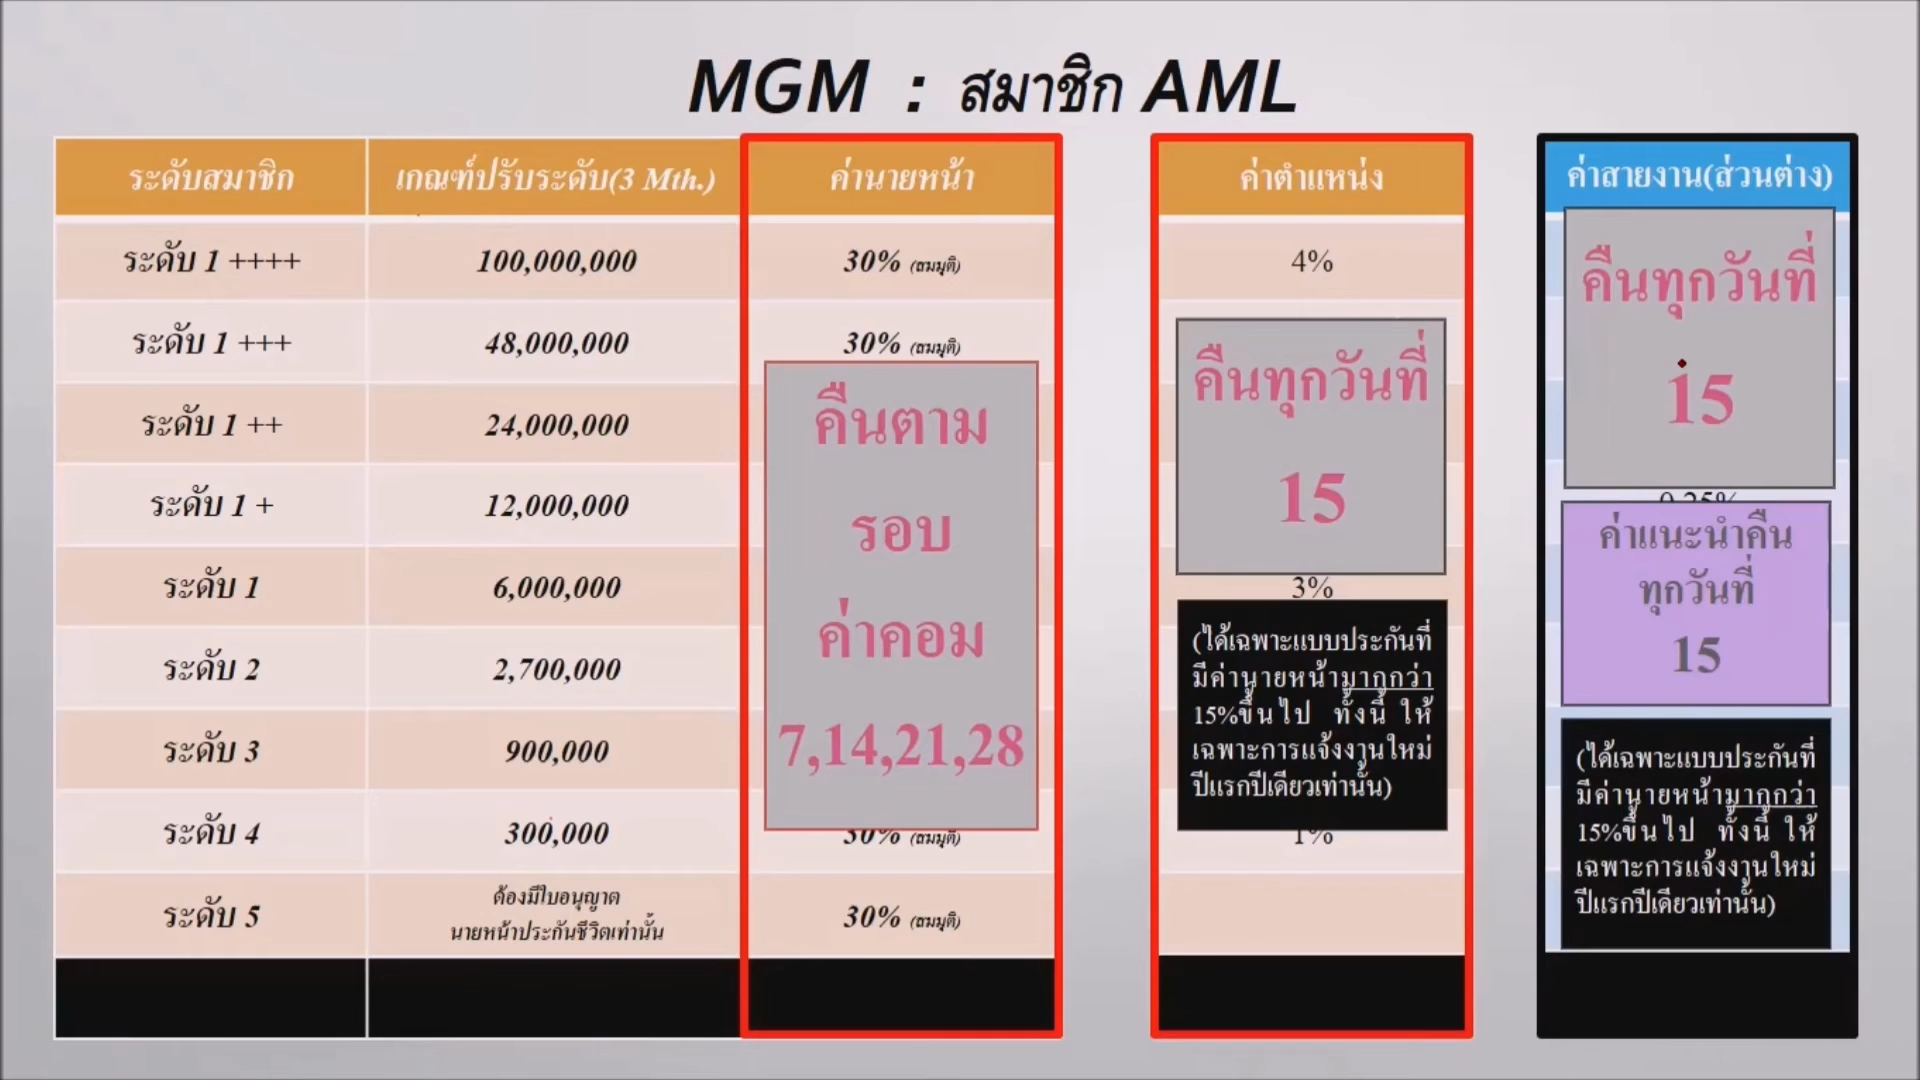 MGM : สมาชิก AML
ระดับสมาชิก เกณฑ์ปรับระดับ(3 Mth.) ค่านายหน้า ค่าตำแหน่ง ค่าสายงาน(ส่วนต่าง)
ระดับ 1 ++++ 100,000,000 30% (สมมุติ) 4%
ระดับ 1 +++ 48,000,000 30% (สมมุติ)
ระดับ 1 ++ 24,000,000
ระดับ 1 + 12,000,000 0.25%
ระดับ 1 6,000,000 3%
ระดับ 2 2,700,000
ระดับ 3 900,000
ระดับ 4 300,000 30% (สมมุติ) 1%
ระดับ 5 ต้องมีใบอนุญาต
นายหน้าประกันชีวิตเท่านั้น 30% (สมมุติ)
คืนตาม
รอบ
ค่าคอม
7,14,21,28
คืนทุกวันที่
15
(ได้เฉพาะแบบประกันที่
มีค่านายหน้ามากกว่า
15%ขึ้นไป ทั้งนี้ ให้
เฉพาะการแจ้งงานใหม่
ปีแรกปีเดียวเท่านั้น)
คืนทุกวันที่
15
ค่าแนะนำคืน
ทุกวันที่
15
(ได้เฉพาะแบบประกันที่
มีค่านายหน้ามากกว่า
15%ขึ้นไป ทั้งนี้ ให้
เฉพาะการแจ้งงานใหม่
ปีแรกปีเดียวเท่านั้น)